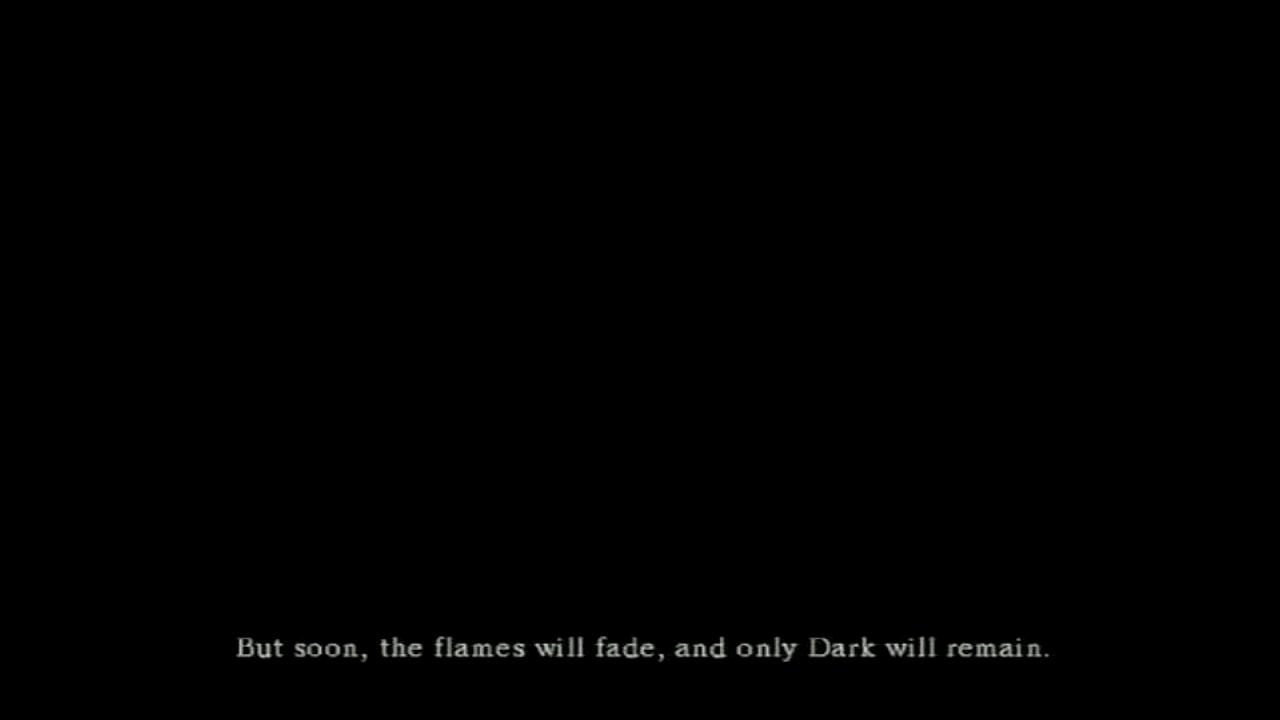 But soon, the flames will fade, and only Dark will remain.